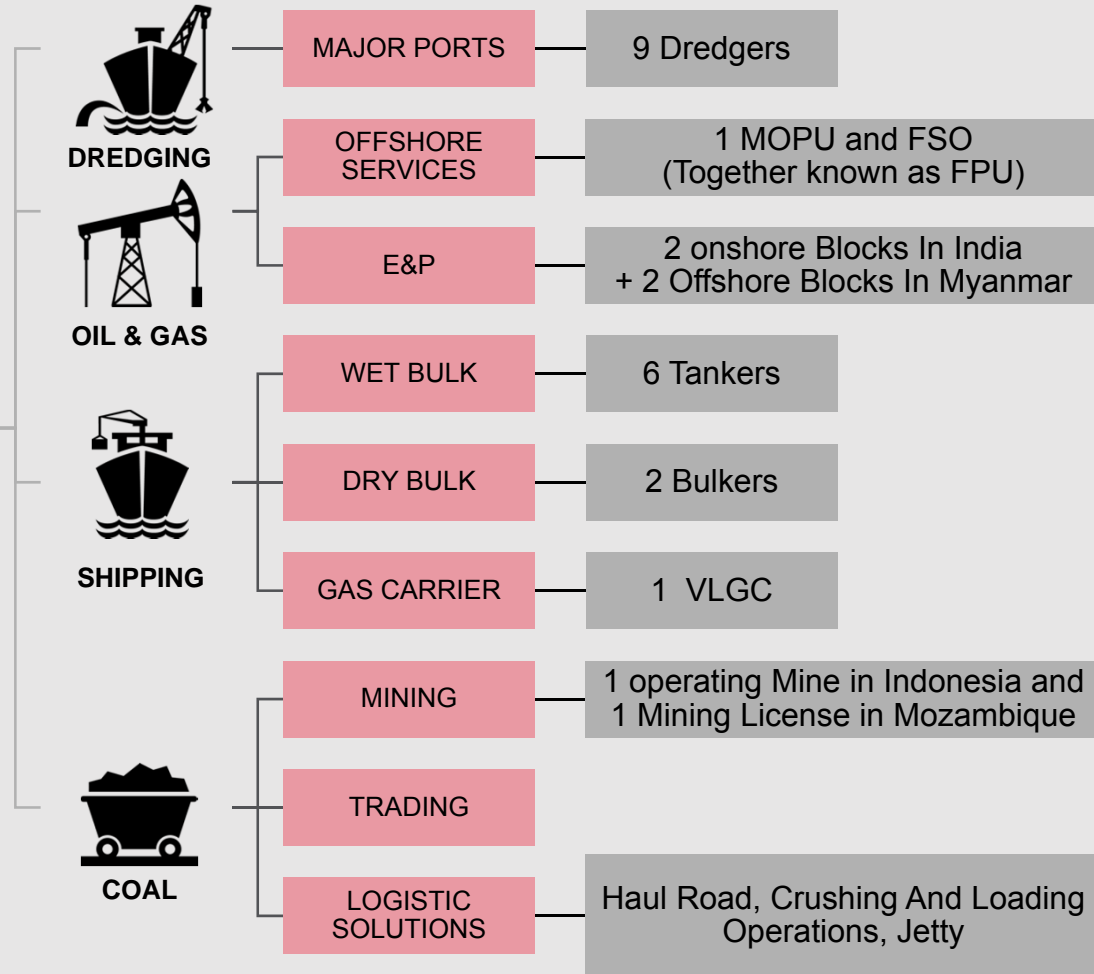 DREDGING
MAJOR PORTS
9 Dredgers
OIL & GAS
OFFSHORE
SERVICES
1 MOPU and FSO
(Together known as FPU)
E&P
2 onshore Blocks In India
+ 2 Offshore Blocks In Myanmar
SHIPPING
WET BULK
6 Tankers
DRY BULK
2 Bulkers
GAS CARRIER
1 VLGC
COAL
MINING
1 operating Mine in Indonesia and
1 Mining License in Mozambique
TRADING
LOGISTIC
SOLUTIONS
Haul Road, Crushing And Loading
Operations, Jetty